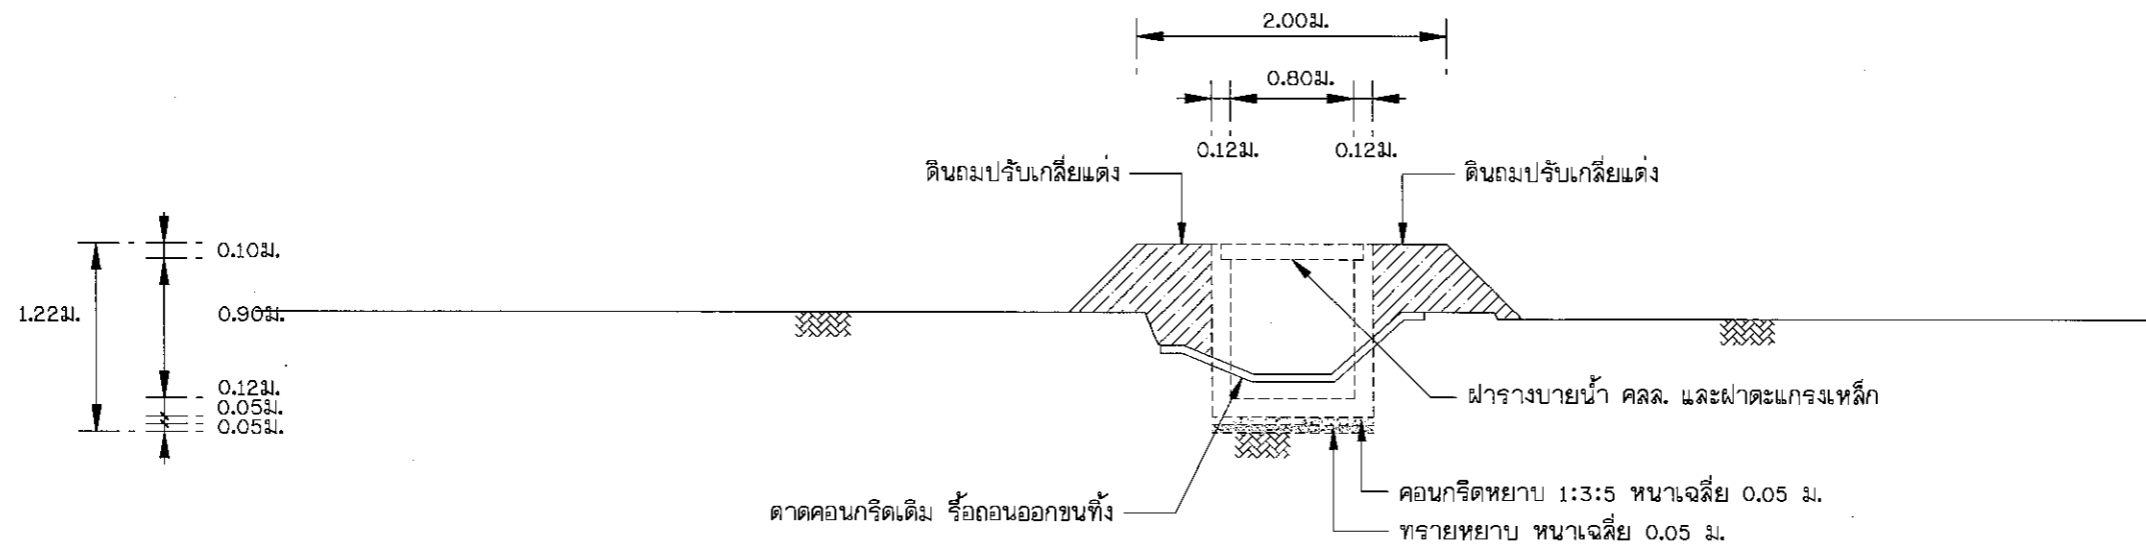 2.00ม.
0.80ม.
0.12ม. 0.12ม.
ดินถมปรับเกลี่ยแต่ง
ดินถมปรับเกลี่ยแต่ง
0.10ม.
1.22ม.
0.90ม.
0.12ม.
0.05ม.
0.05ม.
ฝารางบายน้ำ คสล. และฝาตะแกรงเหล็ก
คอนกรีตหยาบ 1:3:5 หนาเฉลี่ย 0.05 ม.
ดาดคอนกรีตเดิม รื้อถอนออกขนทิ้ง
ทรายหยาบ หนาเฉลี่ย 0.05 ม.